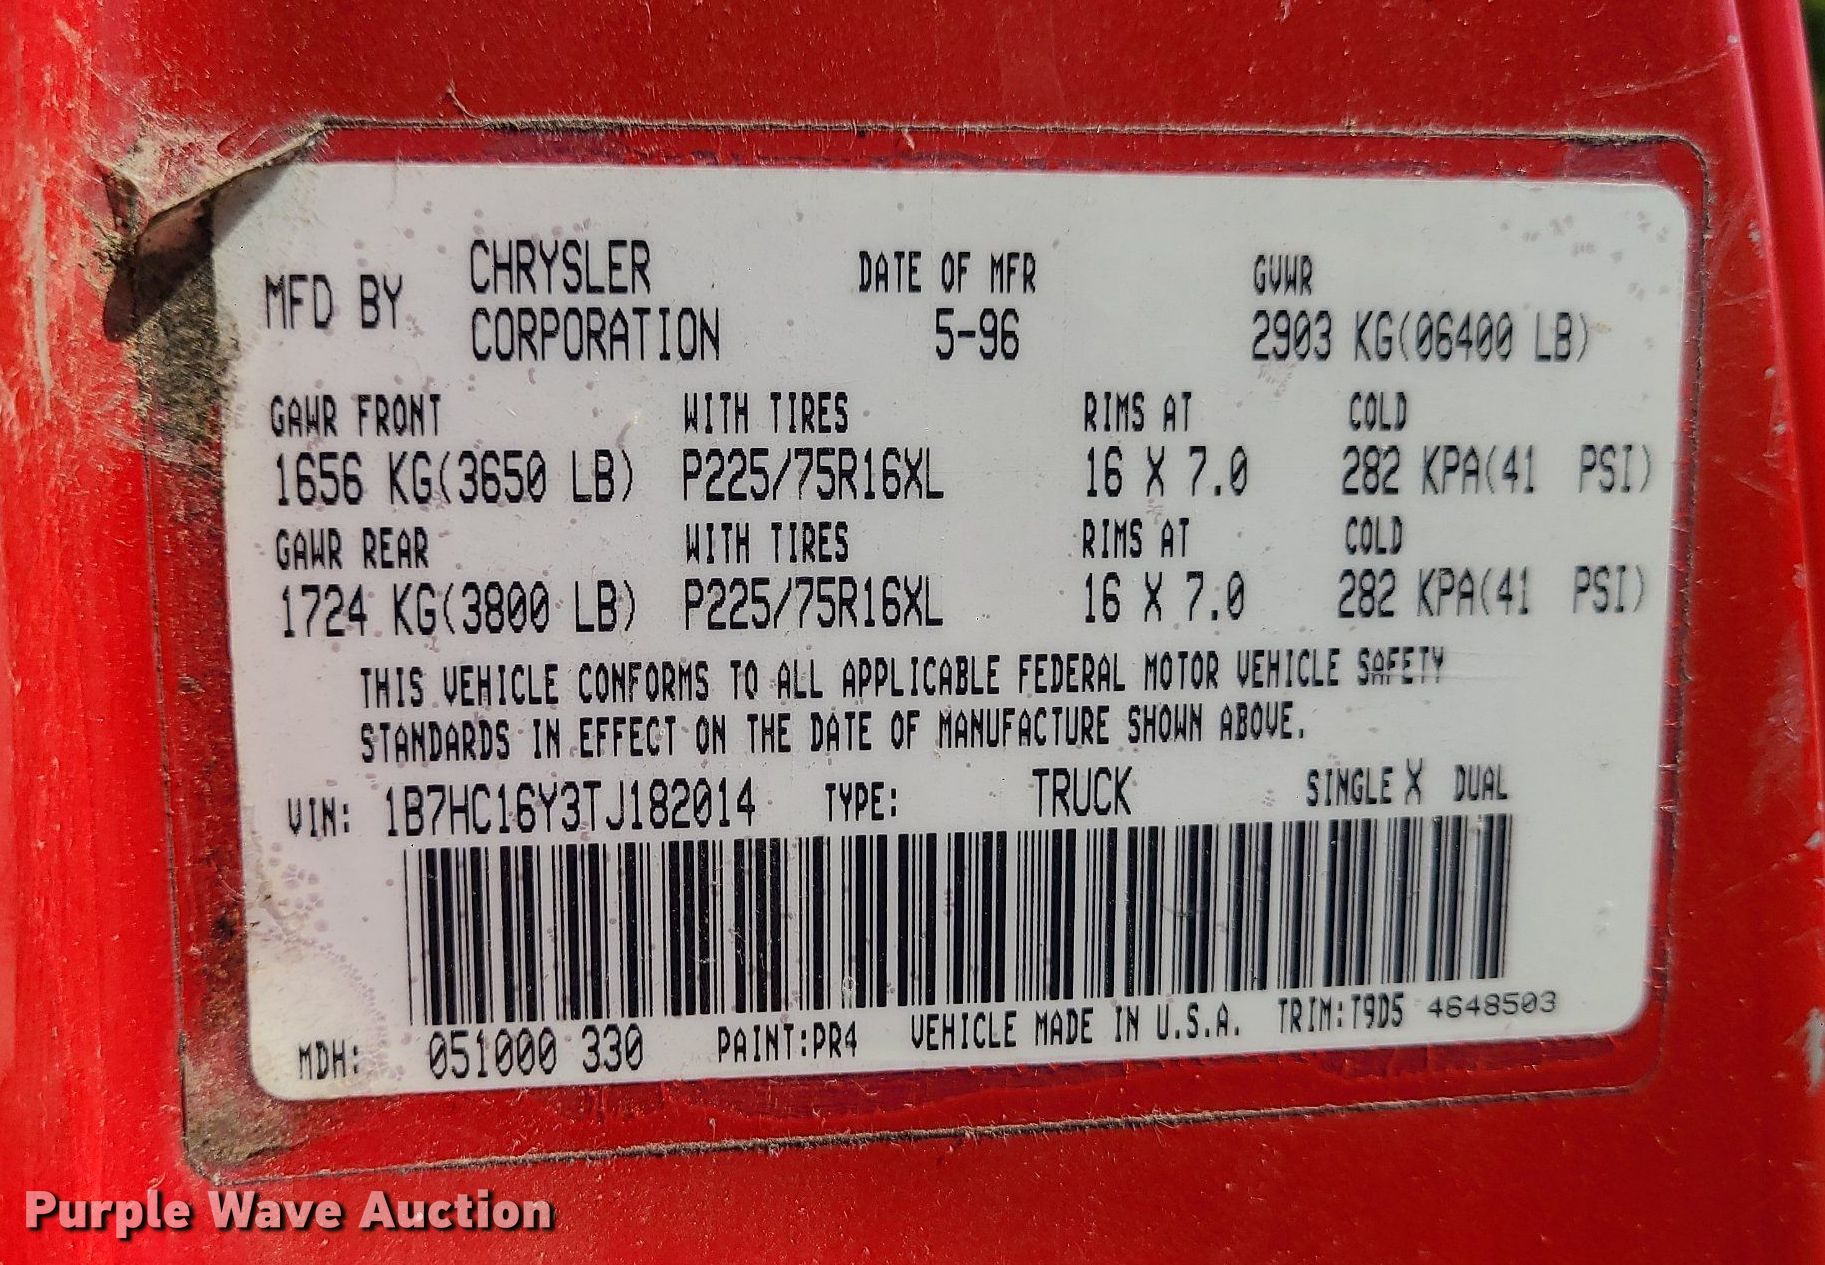 MFD BY CHRYSLER CORPORATION DATE OF MFR 5-96 GVWR 2903 KG(06400 LB)
GAWR FRONT WITH TIRES RIMS AT COLD
1656 KG(3650 LB) P225/75R16XL 16 X 7.0 282 KPA(41 PSI)
GAWR REAR WITH TIRES RIMS AT COLD
1724 KG(3800 LB) P225/75R16XL 16 X 7.0 282 KPA(41 PSI)
THIS VEHICLE CONFORMS TO ALL APPLICABLE FEDERAL MOTOR VEHICLE SAFETY
STANDARDS IN EFFECT ON THE DATE OF MANUFACTURE SHOWN ABOVE.
VIN: 1B7HC16Y3TJ182014 TYPE: TRUCK SINGLE X DUAL
MDH: 051000 330 PAINT:PR4 VEHICLE MADE IN U.S.A. TRIM:T9D5 4648503
Purple Wave Auction